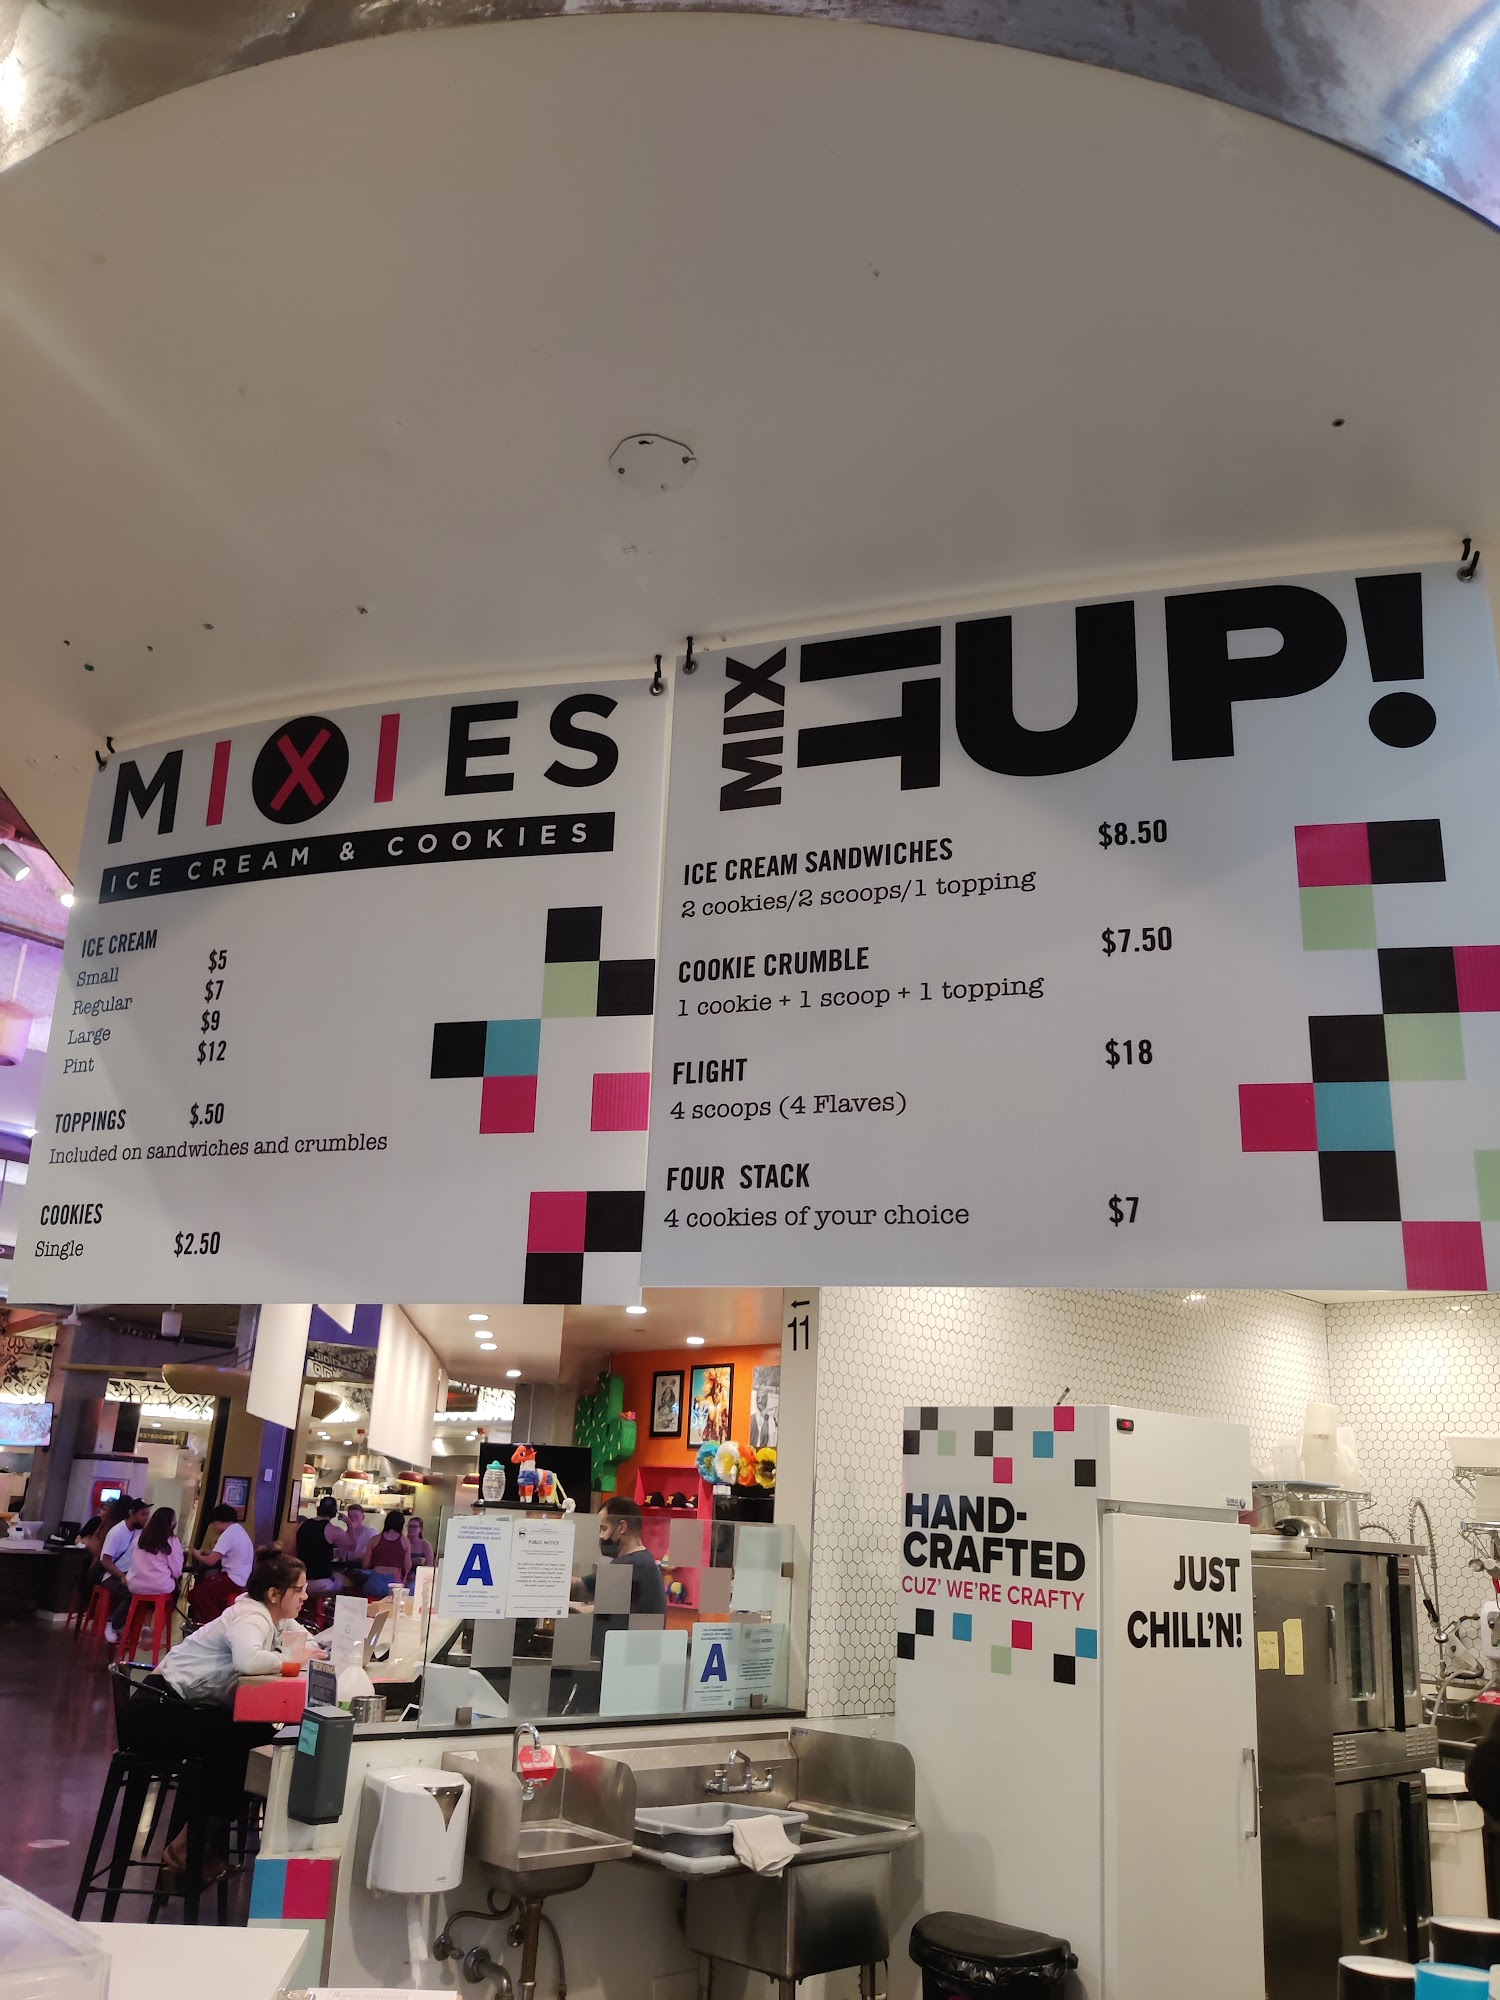 MIXIES
ICE CREAM & COOKIES
ICE CREAM
Small $5
Regular $7
Large $9
Pint $12
TOPPINGS $.50
Included on sandwiches and crumbles
COOKIES
Single $2.50
MIX IT UP!
ICE CREAM SANDWICHES $8.50
2 cookies/2 scoops/1 topping
COOKIE CRUMBLE $7.50
1 cookie + 1 scoop + 1 topping
FLIGHT $18
4 scoops (4 Flaves)
FOUR STACK
4 cookies of your choice $7
← 11
HAND-
CRAFTED
CUZ' WE'RE CRAFTY
JUST
CHILL'N!
A
PUBLIC NOTICE
A